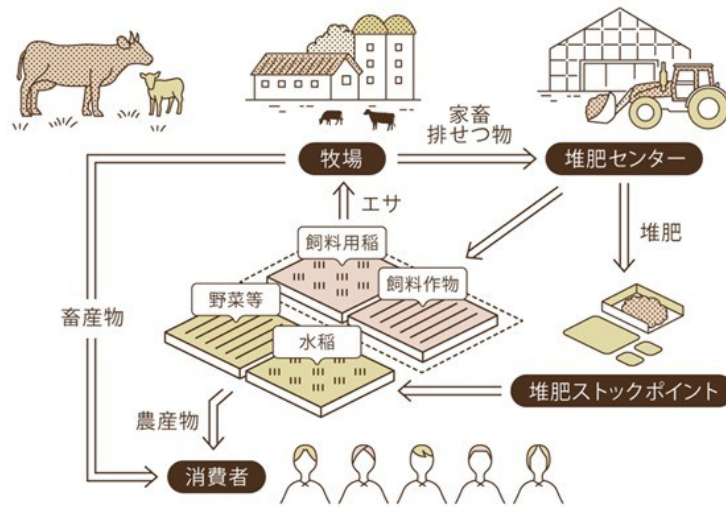 家畜
排せつ物
牧場
堆肥センター
エサ
堆肥
飼料用稲
飼料作物
野菜等
水稲
畜産物
堆肥ストックポイント
農産物
消費者